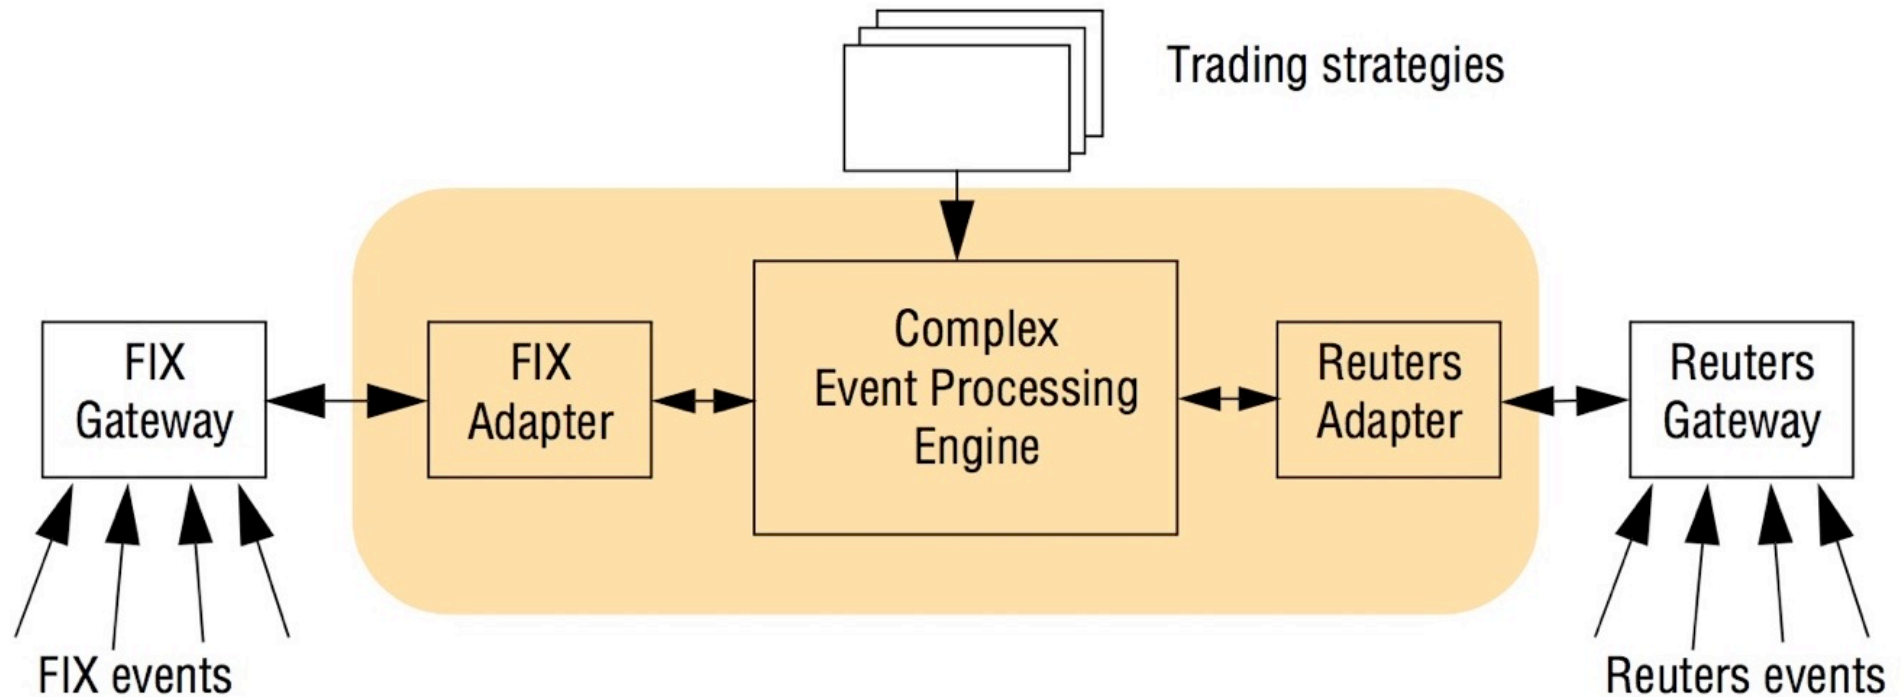 Trading strategies
FIX
Gateway
FIX
Adapter
Complex
Event Processing
Engine
Reuters
Adapter
Reuters
Gateway
FIX events
Reuters events